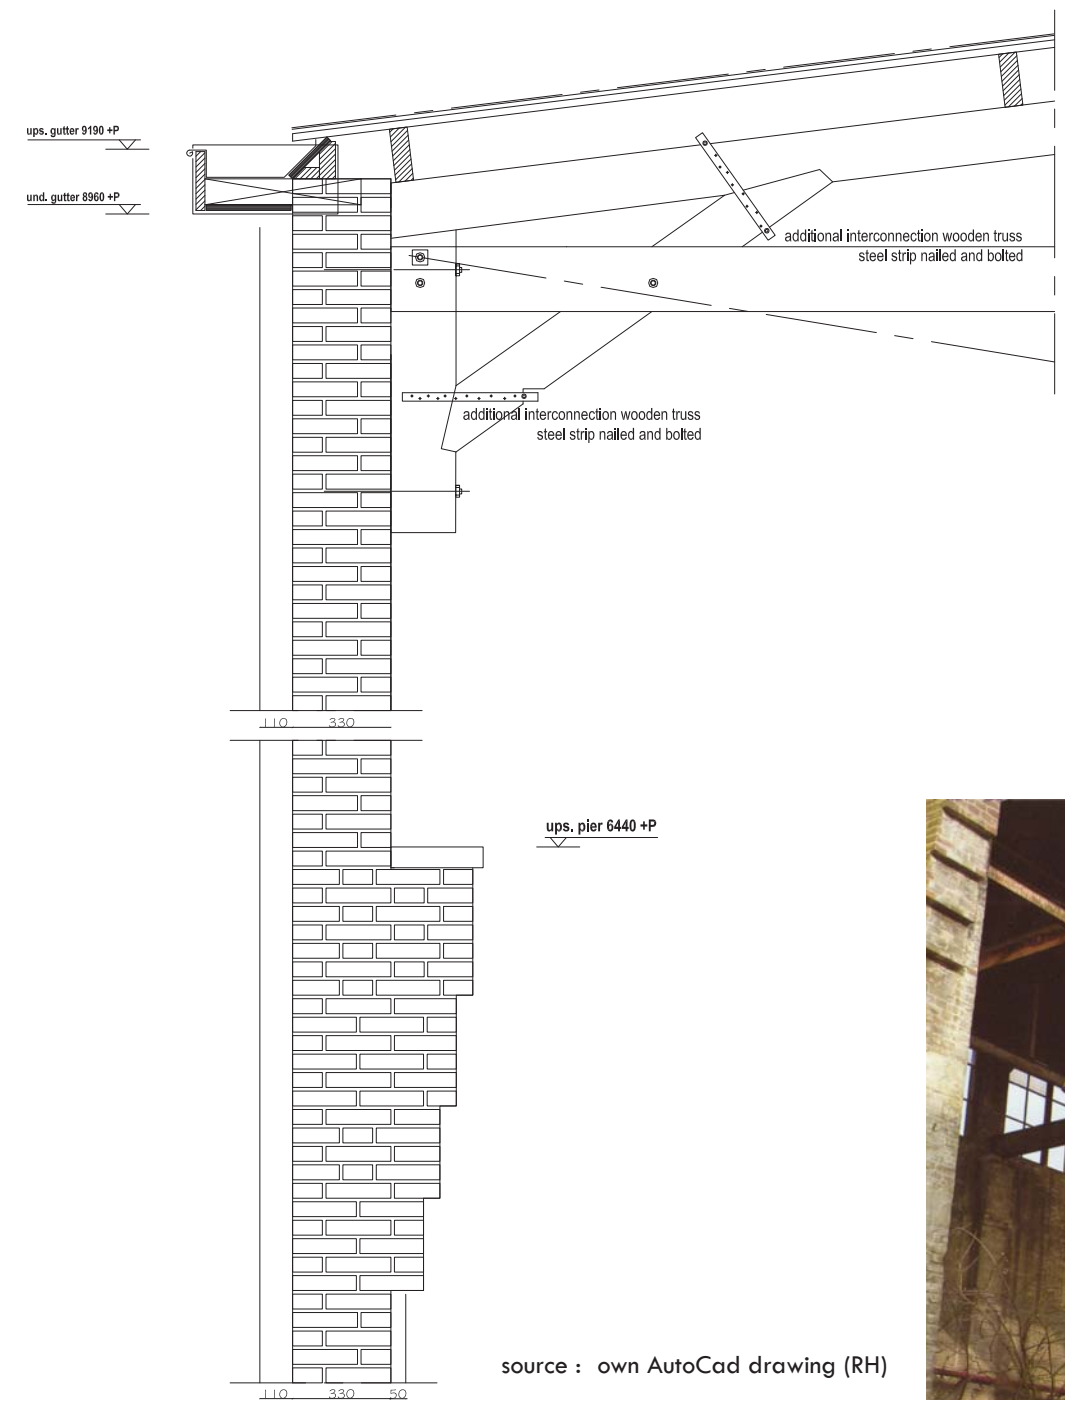 ups. gutter 9190 +P
und. gutter 8960 +P
additional interconnection wooden truss
steel strip nailed and bolted
additional interconnection wooden truss
steel strip nailed and bolted
110 330
ups. pier 6440 +P
source : own AutoCad drawing (RH)
110 330 50